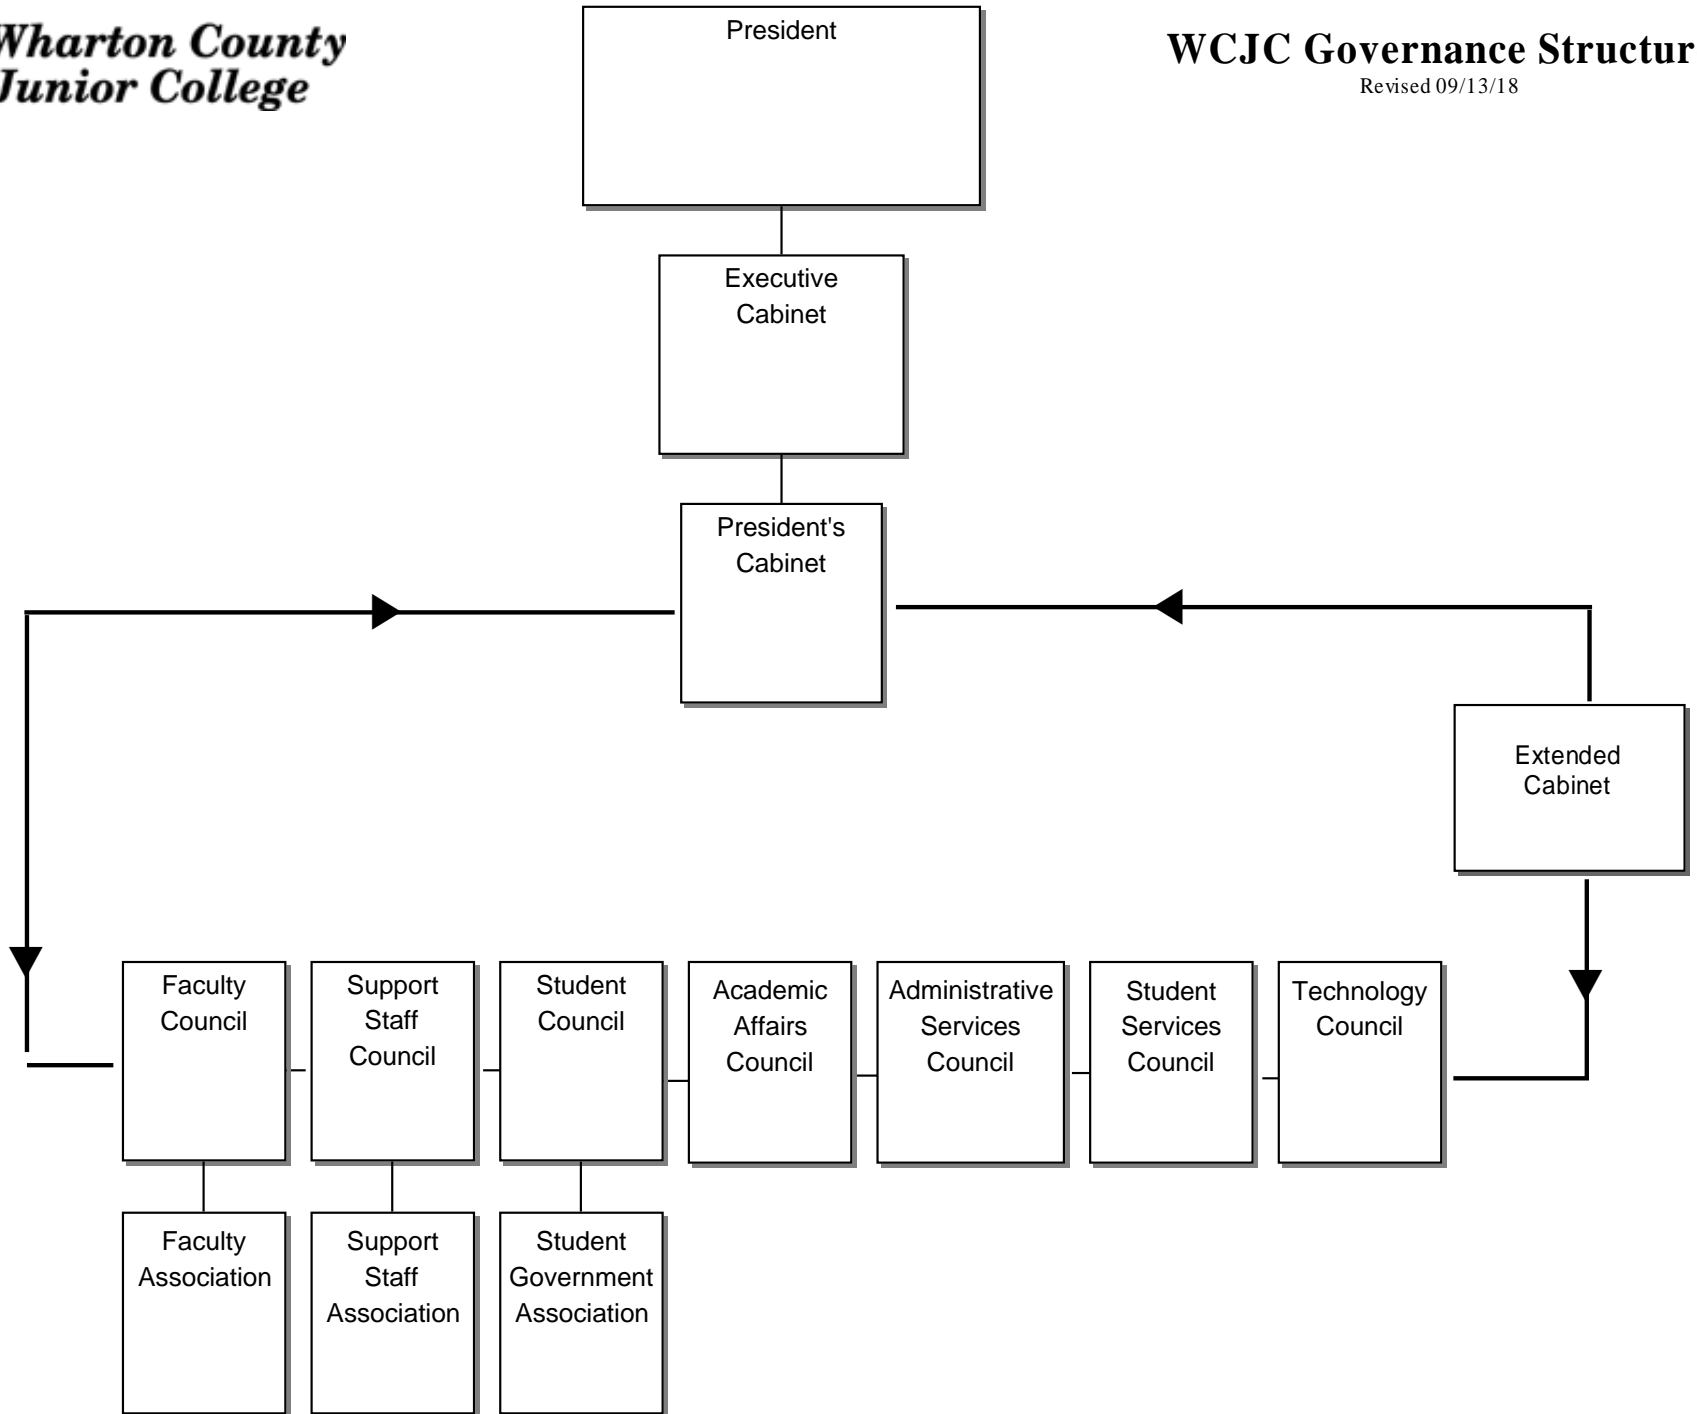 Wharton County
Junior College
President
WCJC Governance Structur
Revised 09/13/18
Executive
Cabinet
President's
Cabinet
Extended
Cabinet
Faculty
Council
Support
Staff
Council
Student
Council
Academic
Affairs
Council
Administrative
Services
Council
Student
Services
Council
Technology
Council
Faculty
Association
Support
Staff
Association
Student
Government
Association